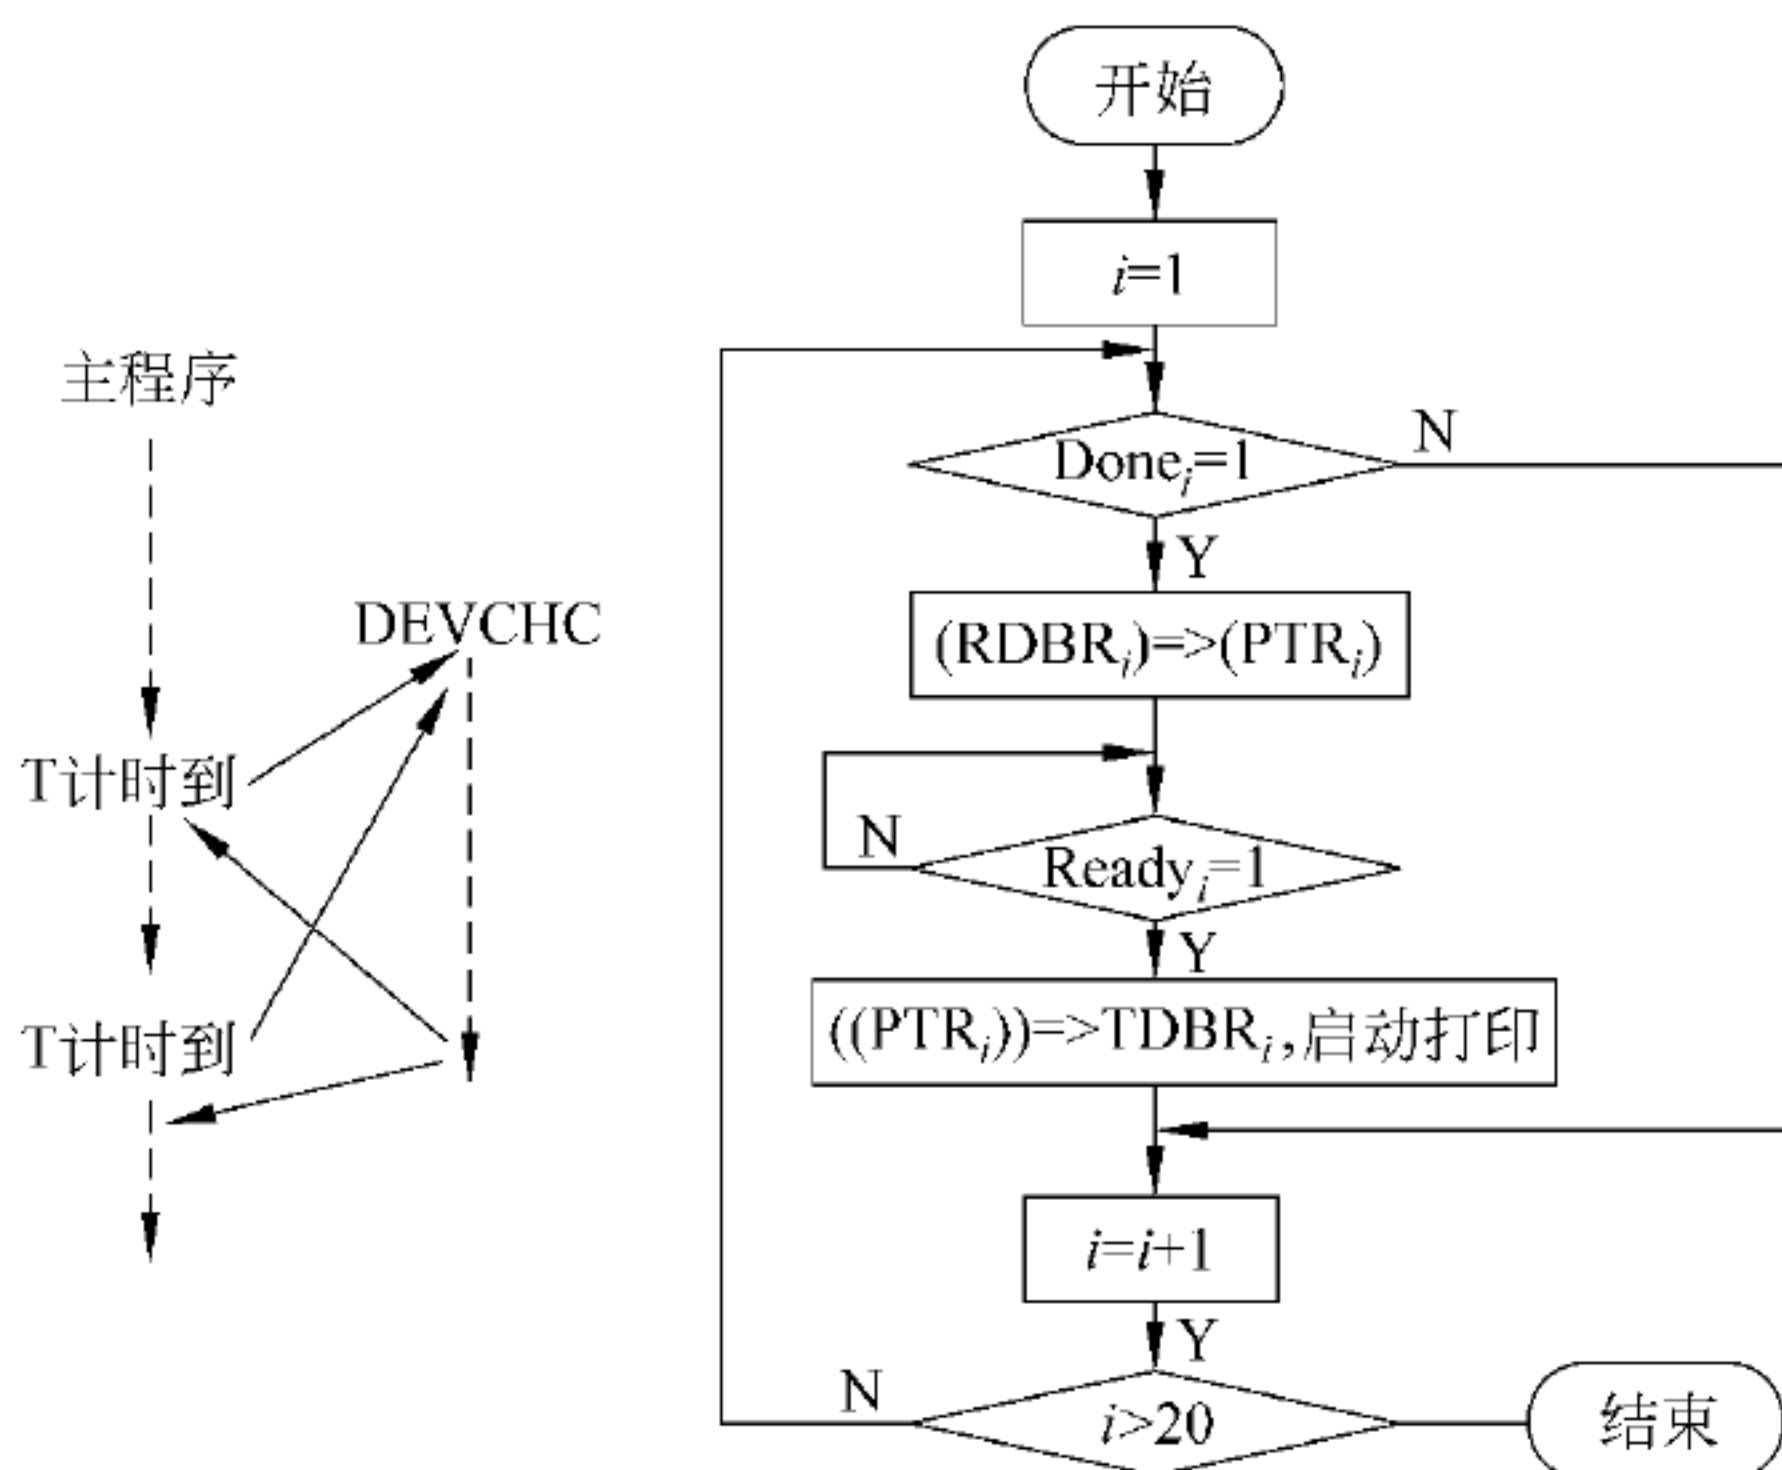 主程序
T计时到
T计时到
DEVCHC
开始
i=1
Doneᵢ=1
N
Y
(RDBRᵢ)=>(PTRᵢ)
N
Readyᵢ=1
Y
((PTRᵢ))=>TDBRᵢ,启动打印
i=i+1
Y
N
i>20
结束